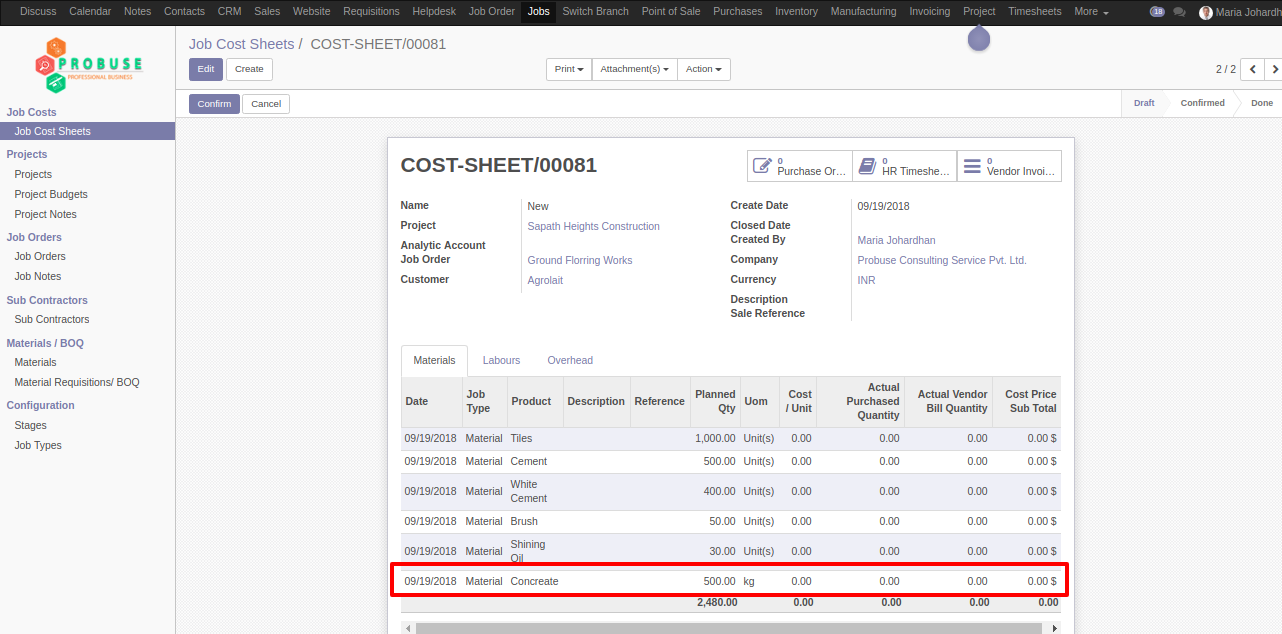 Discuss Calendar Notes Contacts CRM Sales Website Requisitions Helpdesk Job Order Jobs Switch Branch Point of Sale Purchases Inventory Manufacturing Invoicing Project Timesheets More 18 Maria Johardh
PROBUSE
PROFESSIONAL BUSINESS
Job Costs
Job Cost Sheets
Projects
Projects
Project Budgets
Project Notes
Job Orders
Job Orders
Job Notes
Sub Contractors
Sub Contractors
Materials / BOQ
Materials
Material Requisitions/ BOQ
Configuration
Stages
Job Types
Job Cost Sheets / COST-SHEET/00081
Edit Create Print Attachment(s) Action 2 / 2
Confirm Cancel Draft Confirmed Done
COST-SHEET/00081
0 Purchase Or...
0 HR Timeshe...
0 Vendor Invoi...
Name New
Project Sapath Heights Construction
Analytic Account
Job Order Ground Florring Works
Customer Agrolait
Create Date 09/19/2018
Closed Date
Created By Maria Johardhan
Company Probuse Consulting Service Pvt. Ltd.
Currency INR
Description
Sale Reference
Materials Labours Overhead
Date Job Type Product Description Reference Planned Qty Uom Cost / Unit Actual Purchased Quantity Actual Vendor Bill Quantity Cost Price Sub Total
09/19/2018 Material Tiles 1,000.00 Unit(s) 0.00 0.00 0.00 0.00 $
09/19/2018 Material Cement 500.00 Unit(s) 0.00 0.00 0.00 0.00 $
09/19/2018 Material White Cement 400.00 Unit(s) 0.00 0.00 0.00 0.00 $
09/19/2018 Material Brush 50.00 Unit(s) 0.00 0.00 0.00 0.00 $
09/19/2018 Material Shining Oil 30.00 Unit(s) 0.00 0.00 0.00 0.00 $
09/19/2018 Material Concreate 500.00 kg 0.00 0.00 0.00 0.00 $
2,480.00 0.00 0.00 0.00 0.00